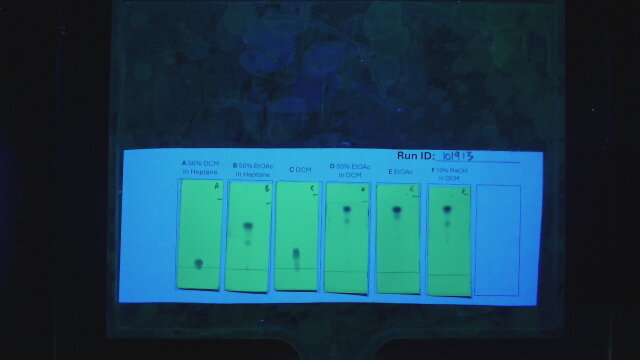 Run ID: 101913
A 50% DCM
in Heptane
B 50% EtOAc
in Heptane
C DCM
D 50% EtOAc
in DCM
E EtOAc
F 10% MeOH
in DCM
A
B
C
E